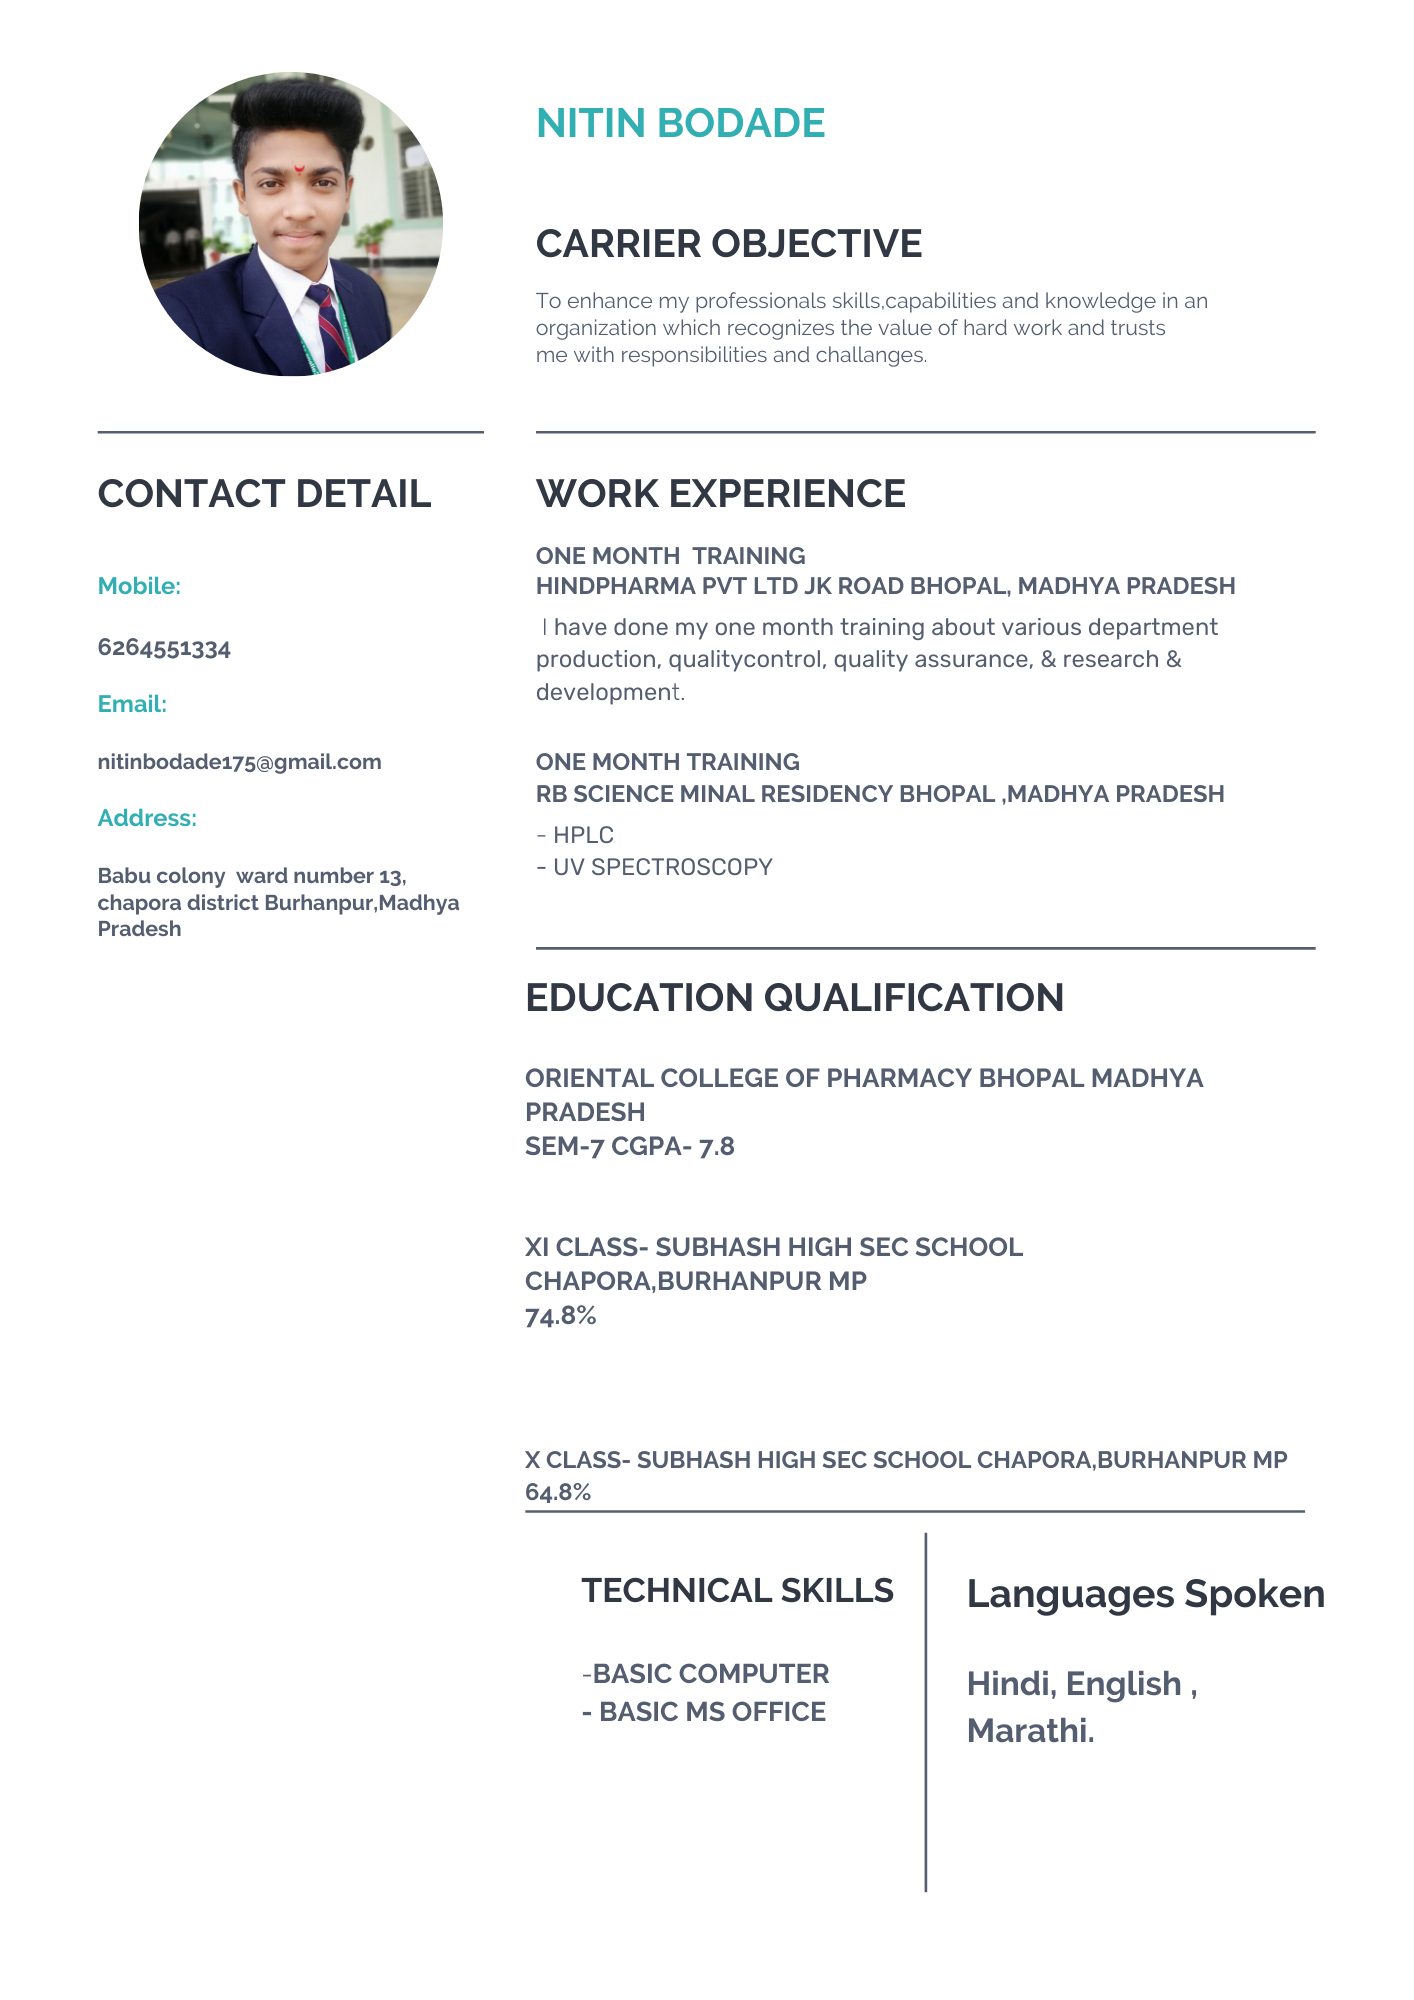 NITIN BODADE
CARRIER OBJECTIVE
To enhance my professionals skills,capabilities and knowledge in an
organization which recognizes the value of hard work and trusts
me with responsibilities and challanges.
CONTACT DETAIL
Mobile:
6264551334
Email:
nitinbodade175@gmail.com
Address:
Babu colony  ward number 13,
chapora district Burhanpur,Madhya
Pradesh
WORK EXPERIENCE
ONE MONTH  TRAINING
HINDPHARMA PVT LTD JK ROAD BHOPAL, MADHYA PRADESH
I have done my one month training about various department
production, qualitycontrol, quality assurance, & research &
development.
ONE MONTH TRAINING
RB SCIENCE MINAL RESIDENCY BHOPAL ,MADHYA PRADESH
- HPLC
- UV SPECTROSCOPY
EDUCATION QUALIFICATION
ORIENTAL COLLEGE OF PHARMACY BHOPAL MADHYA
PRADESH
SEM-7 CGPA- 7.8
XI CLASS- SUBHASH HIGH SEC SCHOOL
CHAPORA,BURHANPUR MP
74.8%
X CLASS- SUBHASH HIGH SEC SCHOOL CHAPORA,BURHANPUR MP
64.8%
TECHNICAL SKILLS
-BASIC COMPUTER
- BASIC MS OFFICE
Languages Spoken
Hindi, English ,
Marathi.